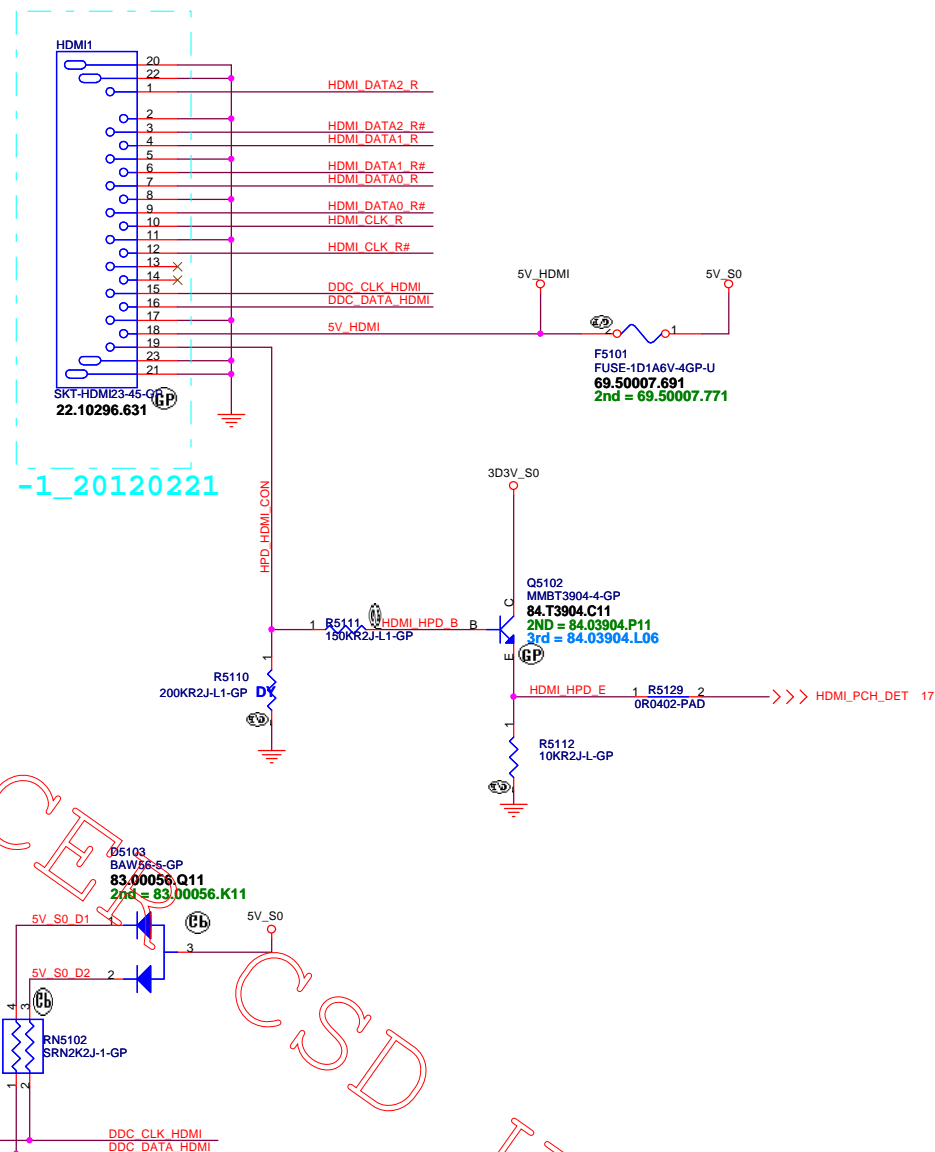 HDMI1
20
22
1
HDMI_DATA2_R
2
3
HDMI_DATA2_R#
4
HDMI_DATA1_R
5
6
HDMI_DATA1_R#
7
HDMI_DATA0_R
8
9
HDMI_DATA0_R#
10
HDMI_CLK_R
11
12
HDMI_CLK_R#
13
14
15
DDC_CLK_HDMI
16
DDC_DATA_HDMI
17
18
5V_HDMI
19
23
21
SKT-HDMI23-45-GP
22.10296.631
GP
-1_20120221
5V_HDMI
5V_S0
2
1
F5101
FUSE-1D1A6V-4GP-U
69.50007.691
2nd = 69.50007.771
HPD_HDMI_CON
3D3V_S0
1
R5111
150KR2J-L1-GP
HDMI_HPD_B
B
C
E
Q5102
MMBT3904-4-GP
84.T3904.C11
2ND = 84.03904.P11
3rd = 84.03904.L06
GP
1
R5110
200KR2J-L1-GP
DY
HDMI_HPD_E
1
R5129
2
0R0402-PAD
HDMI_PCH_DET
17
1
R5112
10KR2J-L-GP
D5103
BAW56-5-GP
83.00056.Q11
2nd = 83.00056.K11
5V_S0_D1
1
5V_S0
3
5V_S0_D2
2
4
3
RN5102
SRN2K2J-1-GP
1
2
DDC_CLK_HDMI
DDC_DATA_HDMI
CER
CSD